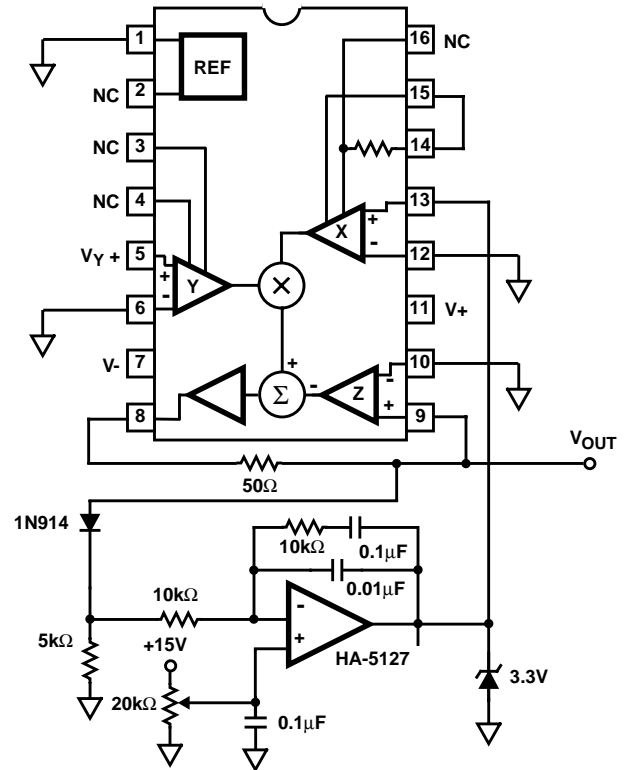 1
REF
16
NC
NC
2
15
NC
3
14
NC
4
13
X
+
-
VY +
5
+
-
Y
12
6
11
V+
V-
7
+
10
-
Σ
-
Z
+
8
9
VOUT
50Ω
1N914
10kΩ
0.1μF
0.01μF
10kΩ
-
+
5kΩ
+15V
HA-5127
3.3V
20kΩ
0.1μF